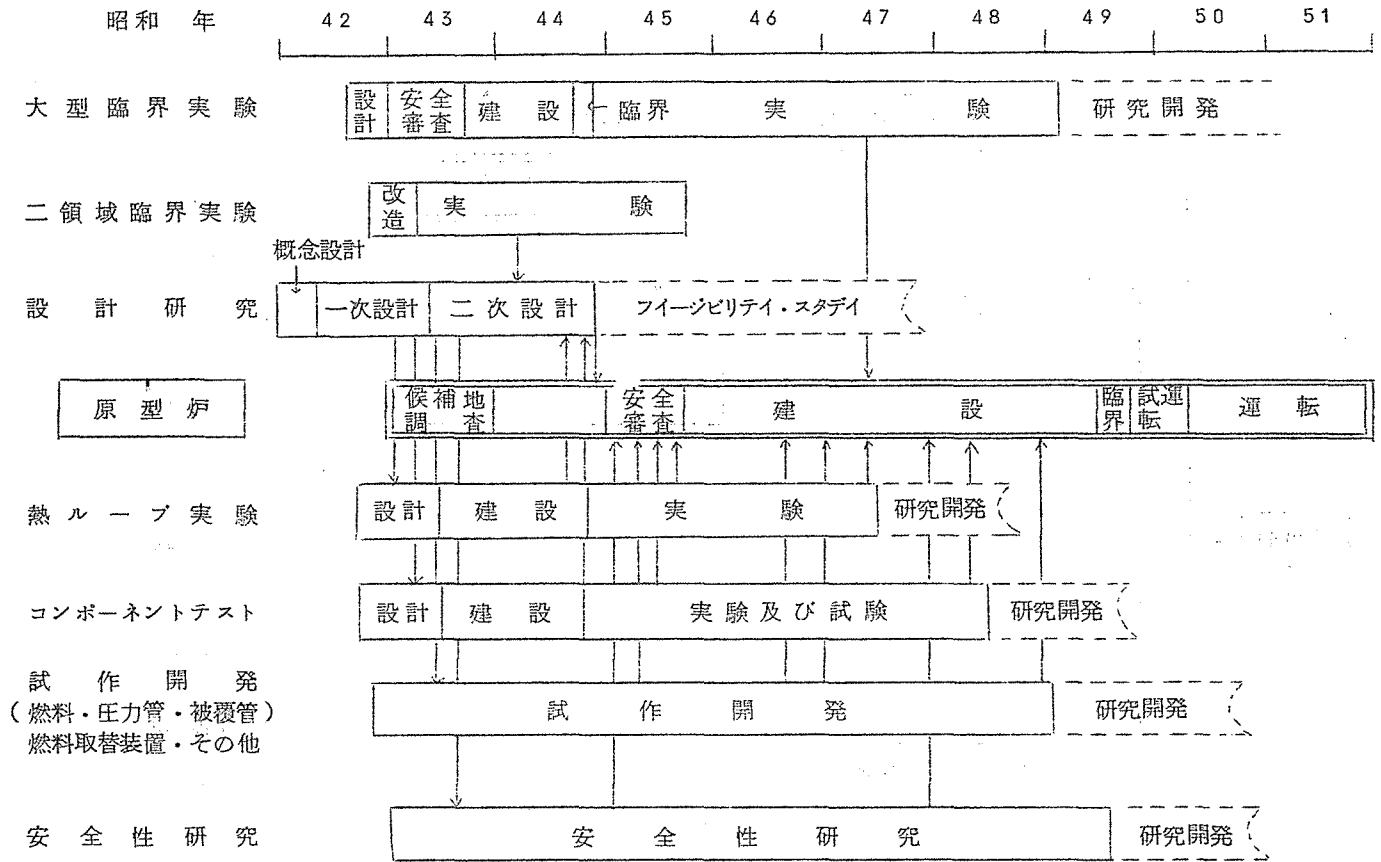 昭和 年 42 43 44 45 46 47 48 49 50 51
大型臨界実験 設計 安全審査 建設 臨界実験 研究開発
二領域臨界実験 改造 実験
概念設計
設計研究 一次設計 二次設計 フイージビリテイ・スタデイ
原型炉 候補地調査 安全審査 建設 臨界 試運転 運転
熱ループ実験 設計 建設 実験 研究開発
コンポーネントテスト 設計 建設 実験及び試験 研究開発
試作開発
(燃料・圧力管・被覆管) 試作開発 研究開発
燃料取替装置・その他
安全性研究 安全性研究 研究開発